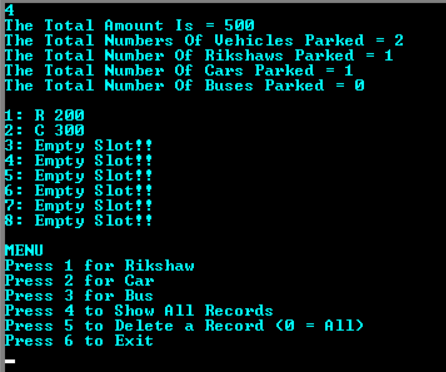 4
The Total Amount Is = 500
The Total Numbers Of Vehicles Parked = 2
The Total Number Of Rikshaws Parked = 1
The Total Number Of Cars Parked = 1
The Total Number Of Buses Parked = 0
1: R 200
2: C 300
3: Empty Slot!!
4: Empty Slot!!
5: Empty Slot!!
6: Empty Slot!!
7: Empty Slot!!
8: Empty Slot!!
MENU
Press 1 for Rikshaw
Press 2 for Car
Press 3 for Bus
Press 4 to Show All Records
Press 5 to Delete a Record (0 = All)
Press 6 to Exit